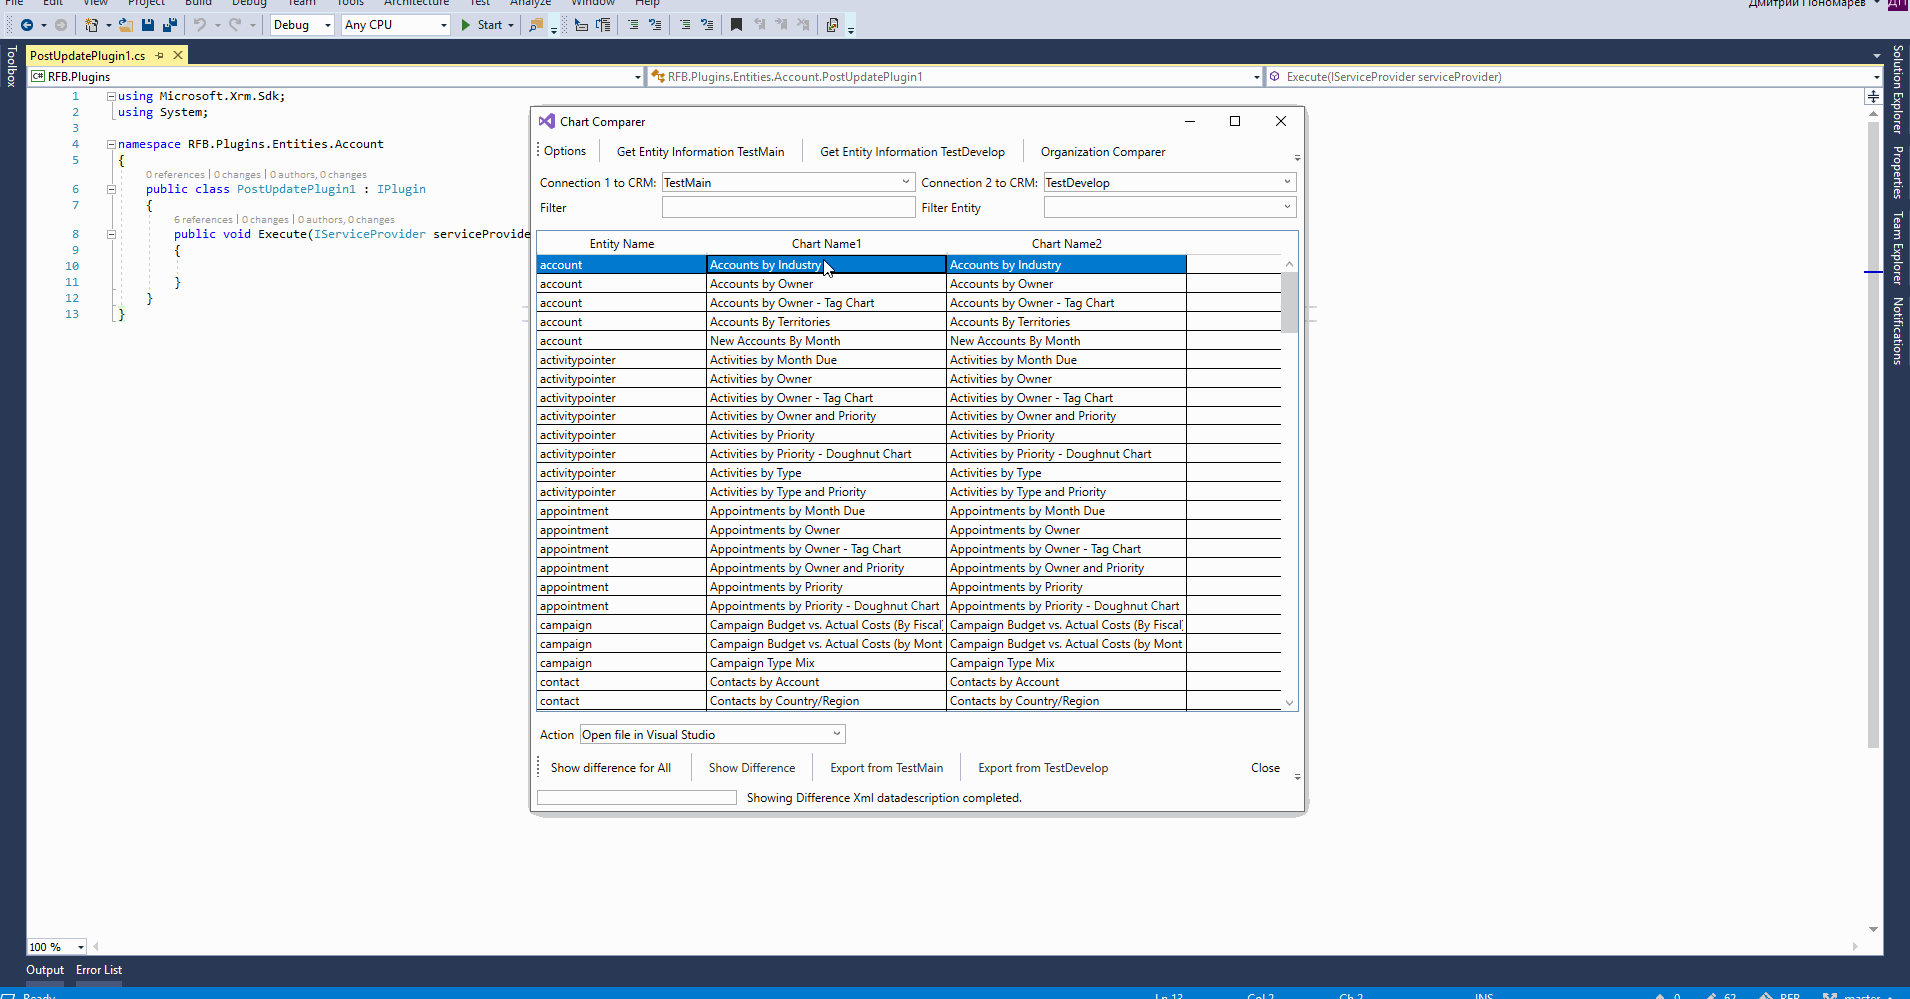 File Edit View Project Build Debug Team Tools Architecture Test Analyze Window Help
Дмитрий Пономарев ДП
Debug Any CPU Start
Toolbox
PostUpdatePlugin1.cs
C# RFB.Plugins RFB.Plugins.Entities.Account.PostUpdatePlugin1 Execute(IServiceProvider serviceProvider)
1 using Microsoft.Xrm.Sdk;
2 using System;
3
4 namespace RFB.Plugins.Entities.Account
5 {
0 references | 0 changes | 0 authors, 0 changes
6 public class PostUpdatePlugin1 : IPlugin
7 {
6 references | 0 changes | 0 authors, 0 changes
8 public void Execute(IServiceProvider serviceProvide
9 {
10
11 }
12 }
13 }
Chart Comparer
Options Get Entity Information TestMain Get Entity Information TestDevelop Organization Comparer
Connection 1 to CRM: TestMain Connection 2 to CRM: TestDevelop
Filter Filter Entity
Entity Name Chart Name1 Chart Name2
account Accounts by Industry Accounts by Industry
account Accounts by Owner Accounts by Owner
account Accounts by Owner - Tag Chart Accounts by Owner - Tag Chart
account Accounts By Territories Accounts By Territories
account New Accounts By Month New Accounts By Month
activitypointer Activities by Month Due Activities by Month Due
activitypointer Activities by Owner Activities by Owner
activitypointer Activities by Owner - Tag Chart Activities by Owner - Tag Chart
activitypointer Activities by Owner and Priority Activities by Owner and Priority
activitypointer Activities by Priority Activities by Priority
activitypointer Activities by Priority - Doughnut Chart Activities by Priority - Doughnut Chart
activitypointer Activities by Type Activities by Type
activitypointer Activities by Type and Priority Activities by Type and Priority
appointment Appointments by Month Due Appointments by Month Due
appointment Appointments by Owner Appointments by Owner
appointment Appointments by Owner - Tag Chart Appointments by Owner - Tag Chart
appointment Appointments by Owner and Priority Appointments by Owner and Priority
appointment Appointments by Priority Appointments by Priority
appointment Appointments by Priority - Doughnut Chart Appointments by Priority - Doughnut Chart
campaign Campaign Budget vs. Actual Costs (By Fiscal Campaign Budget vs. Actual Costs (By Fiscal
campaign Campaign Budget vs. Actual Costs (by Mont Campaign Budget vs. Actual Costs (by Mont
campaign Campaign Type Mix Campaign Type Mix
contact Contacts by Account Contacts by Account
contact Contacts by Country/Region Contacts by Country/Region
Action Open file in Visual Studio
Show difference for All Show Difference Export from TestMain Export from TestDevelop Close
Showing Difference Xml datadescription completed.
Solution Explorer
Properties
Team Explorer
Notifications
100 %
Output Error List
Ready Ln 13 Col 2 Ch 2 INS 0 62 RFB master